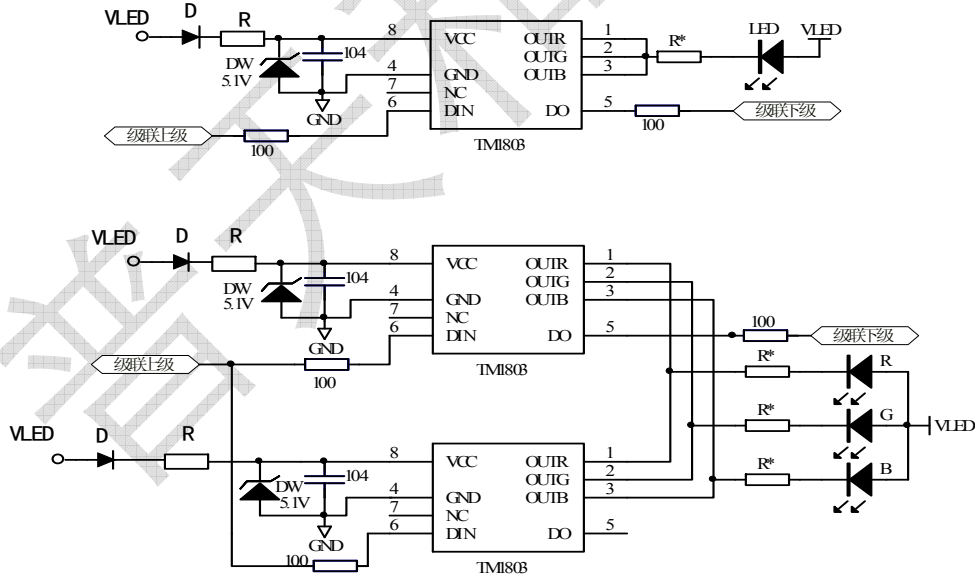 VLED D R
8 VCC OUTR 1
DW 5.1V 104
4 GND OUTG 2
7 NC OUTB 3
6 DIN DO 5
R* LED VLED
GND
级联上级 100
100 级联下级
TM1803
VLED D R
8 VCC OUTR 1
DW 5.1V 104
OUTG 2
4 GND OUTB 3
7 NC
6 DIN DO 5
GND
100 级联下级
级联上级 100
TM1803
R* R
R* G VLED
R* B
VLED D R
8 VCC OUTR 1
DW 5.1V 104
OUTG 2
4 GND OUTB 3
7 NC
6 DIN DO 5
GND
100
TM1803